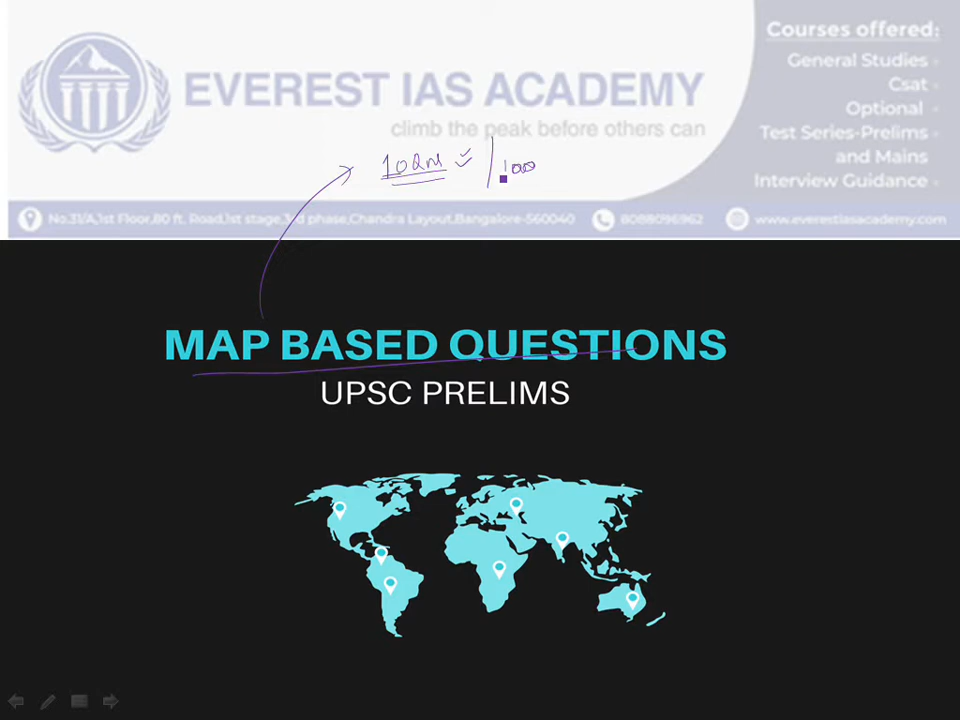 Courses offered:
General Studies
Csat
Optional
Test Series-Prelims
and Mains
Interview Guidance
EVEREST IAS ACADEMY
climb the peak before others can
100
No.31/A,1st Floor,80 ft. Road,1st stage,3rd phase,Chandra Layout,Bangalore-560040
8088096962
www.everestiasacademy.com
MAP BASED QUESTIONS
UPSC PRELIMS